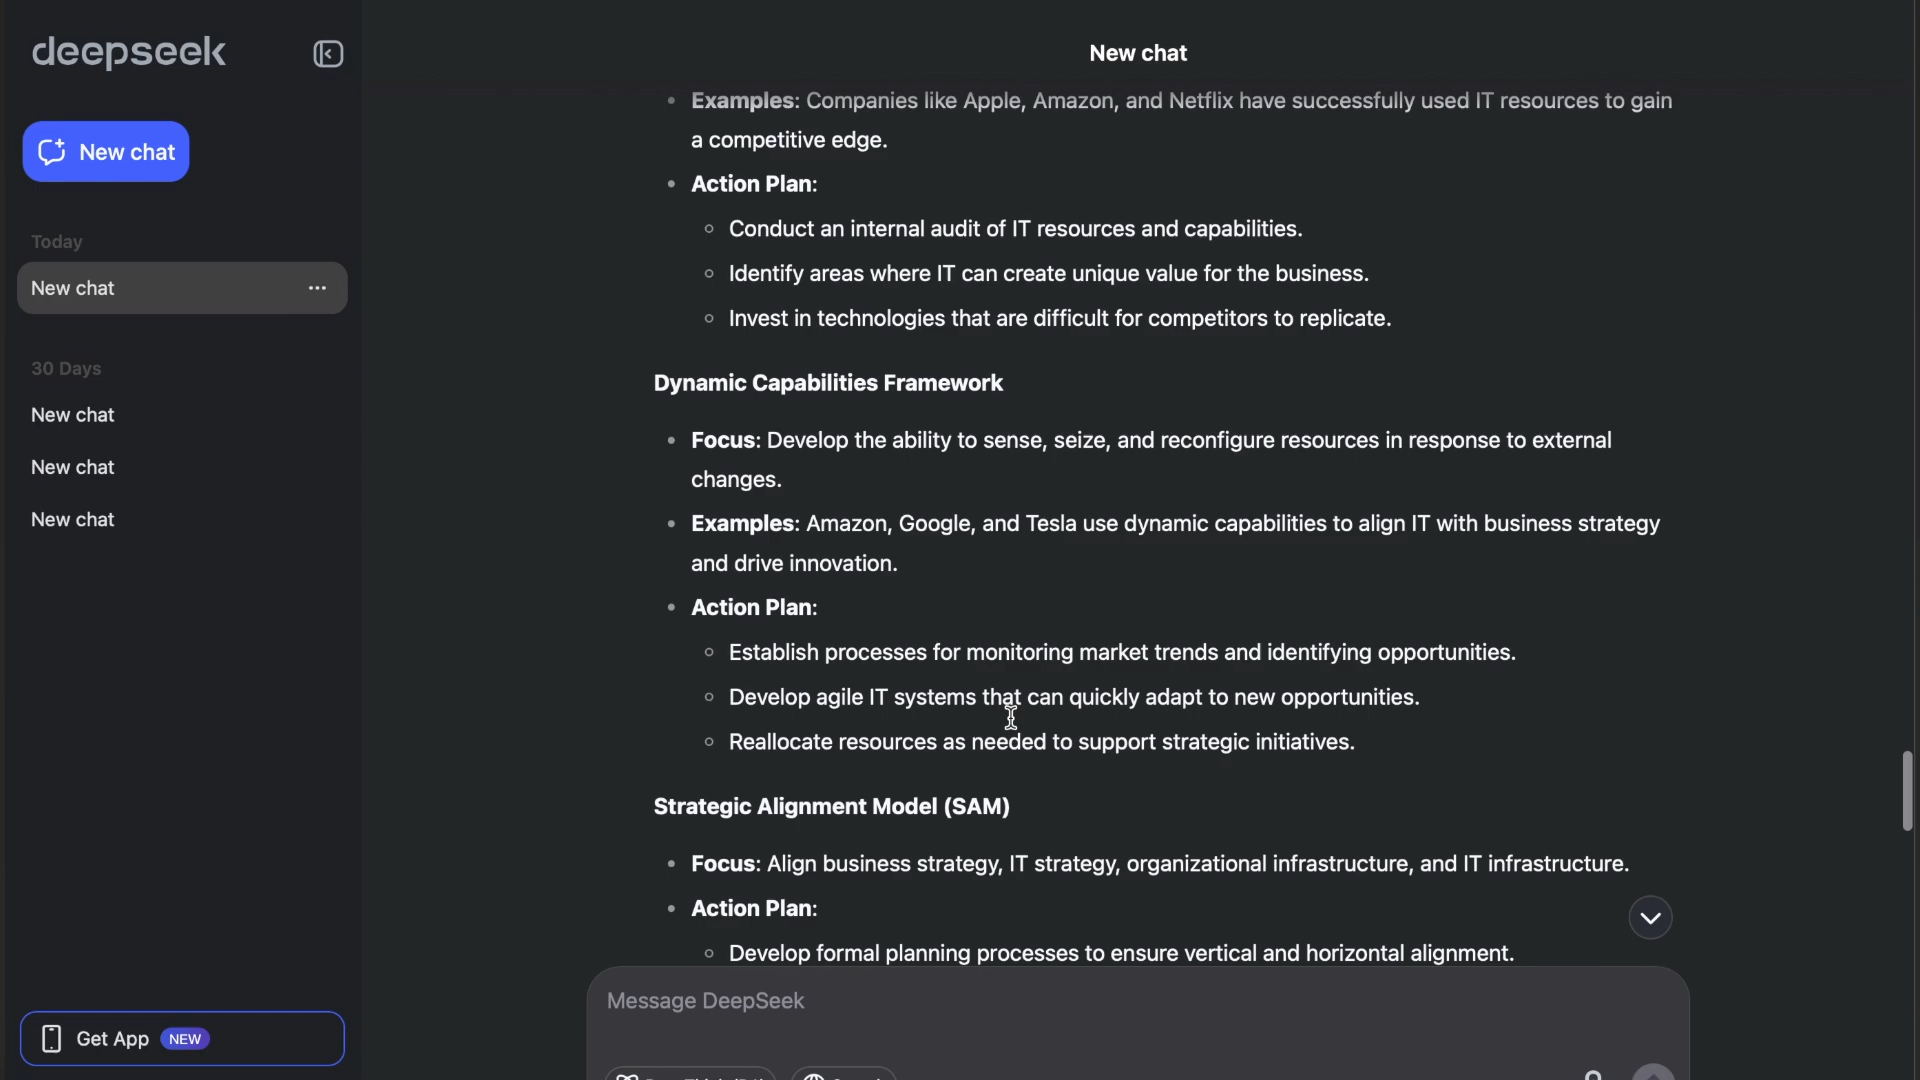 deepseek
New chat
New chat
Today
New chat
30 Days
New chat
New chat
New chat
Get App NEW
Examples: Companies like Apple, Amazon, and Netflix have successfully used IT resources to gain
a competitive edge.
Action Plan:
Conduct an internal audit of IT resources and capabilities.
Identify areas where IT can create unique value for the business.
Invest in technologies that are difficult for competitors to replicate.
Dynamic Capabilities Framework
Focus: Develop the ability to sense, seize, and reconfigure resources in response to external
changes.
Examples: Amazon, Google, and Tesla use dynamic capabilities to align IT with business strategy
and drive innovation.
Action Plan:
Establish processes for monitoring market trends and identifying opportunities.
Develop agile IT systems that can quickly adapt to new opportunities.
Reallocate resources as needed to support strategic initiatives.
Strategic Alignment Model (SAM)
Focus: Align business strategy, IT strategy, organizational infrastructure, and IT infrastructure.
Action Plan:
Develop formal planning processes to ensure vertical and horizontal alignment.
Message DeepSeek